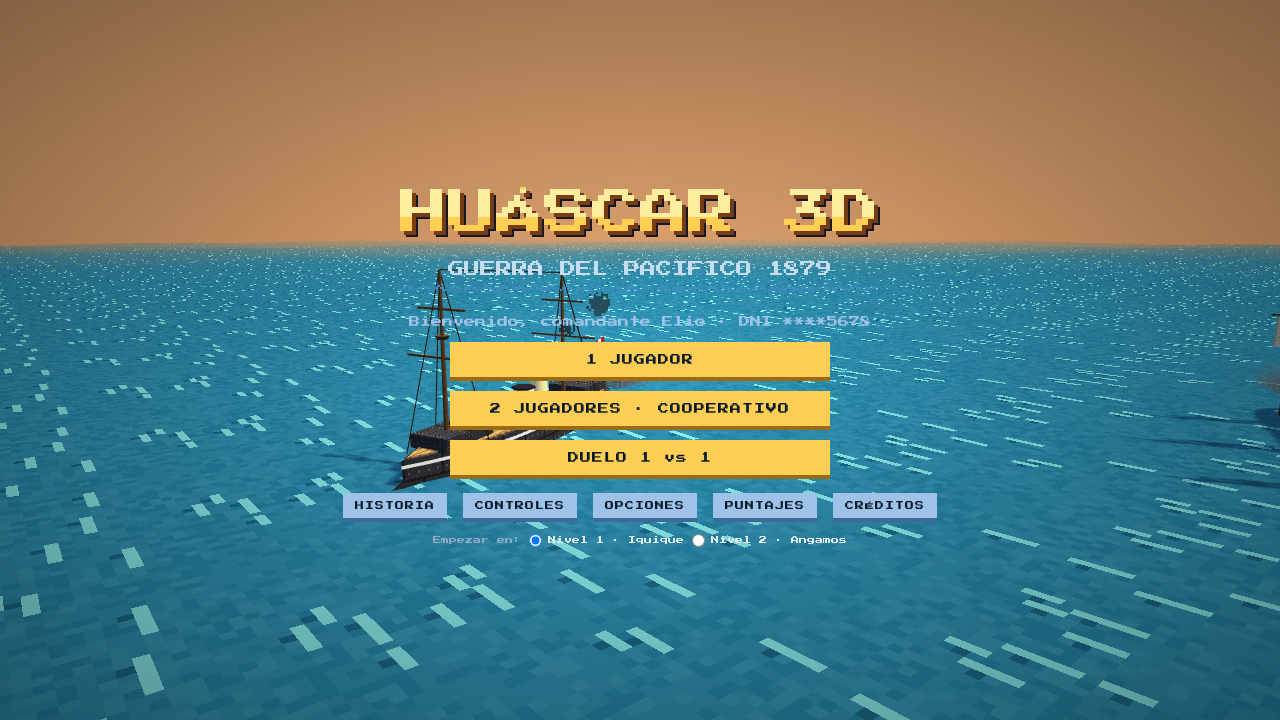 HUÁSCAR 3D
GUERRA DEL PACIFICO 1879
Bienvenido, comandante Elio · DNI ****5678
1 JUGADOR
2 JUGADORES · COOPERATIVO
DUELO 1 vs 1
HISTORIA CONTROLES OPCIONES PUNTAJES CRÉDITOS
Empezar en: Nivel 1 · Iquique Nivel 2 · Angamos